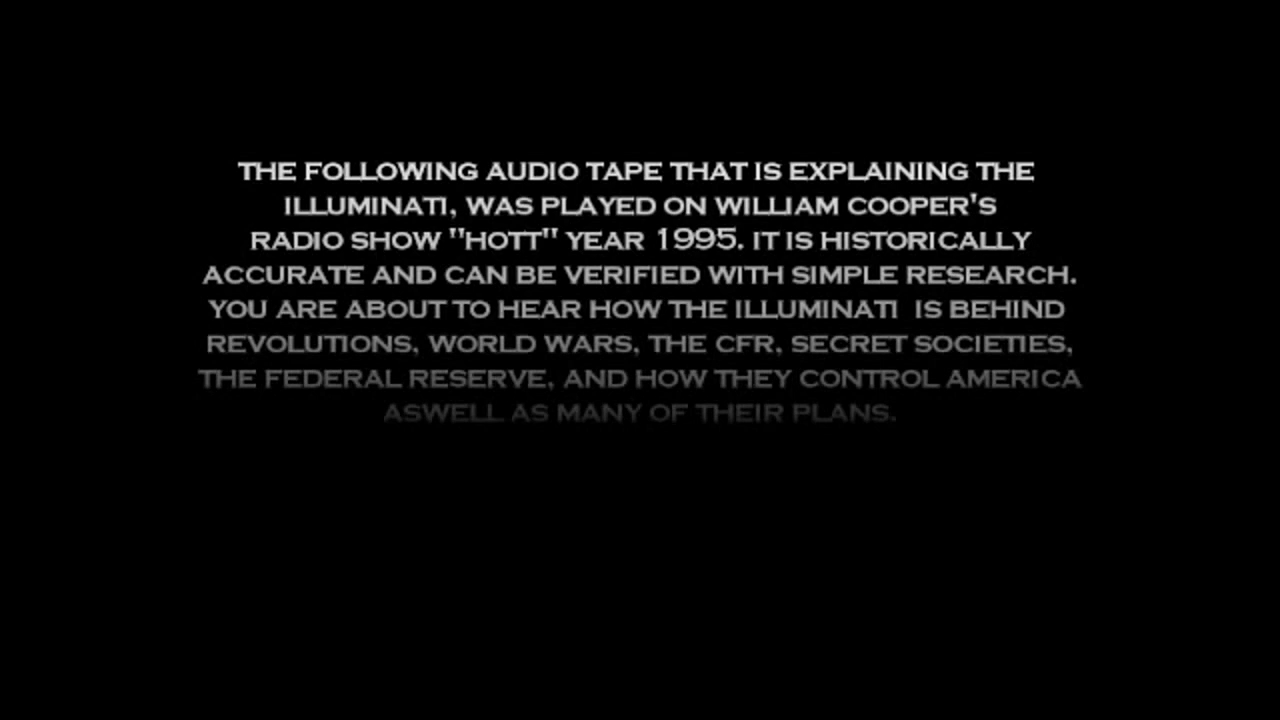 THE FOLLOWING AUDIO TAPE THAT IS EXPLAINING THE
ILLUMINATI, WAS PLAYED ON WILLIAM COOPER'S
RADIO SHOW "HOTT" YEAR 1995. IT IS HISTORICALLY
ACCURATE AND CAN BE VERIFIED WITH SIMPLE RESEARCH.
YOU ARE ABOUT TO HEAR HOW THE ILLUMINATI IS BEHIND
REVOLUTIONS, WORLD WARS, THE CFR, SECRET SOCIETIES,
THE FEDERAL RESERVE, AND HOW THEY CONTROL AMERICA
ASWELL AS MANY OF THEIR PLANS.